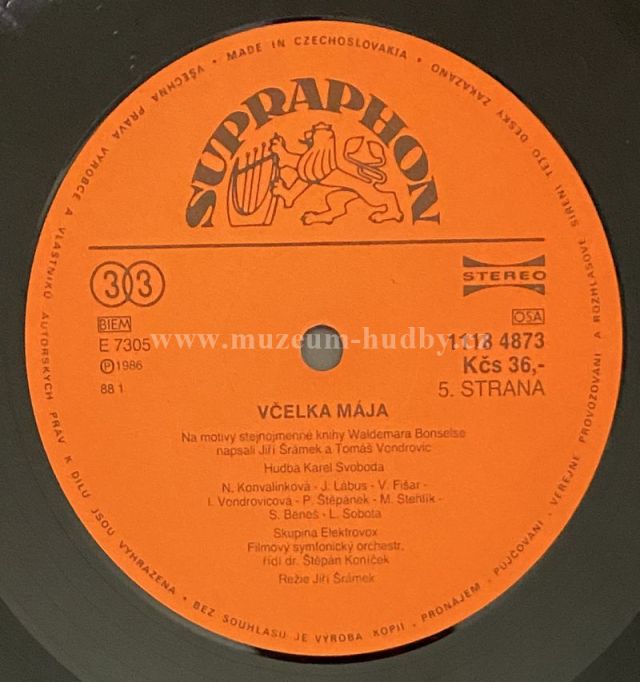 VŠECHNA PRÁVA VÝROBCE A VLASTNÍKŮ AUTORSKÝCH PRÁV K DÍLU JSOU VYHRAZENA • BEZ SOUHLASU JE VÝROBA KOPIÍ • PRONÁJEM • PŮJČOVÁNÍ • VEŘEJNÉ PROVOZOVÁNÍ A ROZHLASOVÉ ŠÍŘENÍ TÉTO DESKY ZAKÁZÁNO • MADE IN CZECHOSLOVAKIA •
SUPRAPHON
33
STEREO
BIEM
OSA
E 7305
1118 4873
Ⓟ1986
Kčs 36,-
88 1
5. STRANA
www.muzeum-hudby.cz
VČELKA MÁJA
Na motivy stejnojmenné knihy Waldemara Bonselse
napsali Jiří Šrámek a Tomáš Vondrovic
Hudba Karel Svoboda
N. Konvalinková - J. Lábus - V. Fišar -
I. Vondrovicová - P. Štěpánek - M. Stehlík -
S. Beneš - L. Sobota
Skupina Elektrovox
Filmový symfonický orchestr,
řídí dr. Štěpán Koníček
Režie Jiří Šrámek